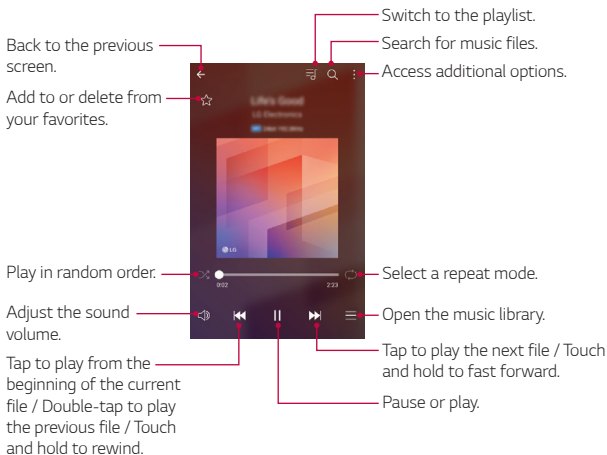 Switch to the playlist.
Back to the previous
screen.
Search for music files.
Access additional options.
Add to or delete from
your favorites.
Life's Good
LG Electronics
LG
Play in random order.
Select a repeat mode.
0:02
2:23
Adjust the sound
volume.
Open the music library.
Tap to play from the
beginning of the current
file / Double-tap to play
the previous file / Touch
and hold to rewind.
Tap to play the next file / Touch
and hold to fast forward.
Pause or play.